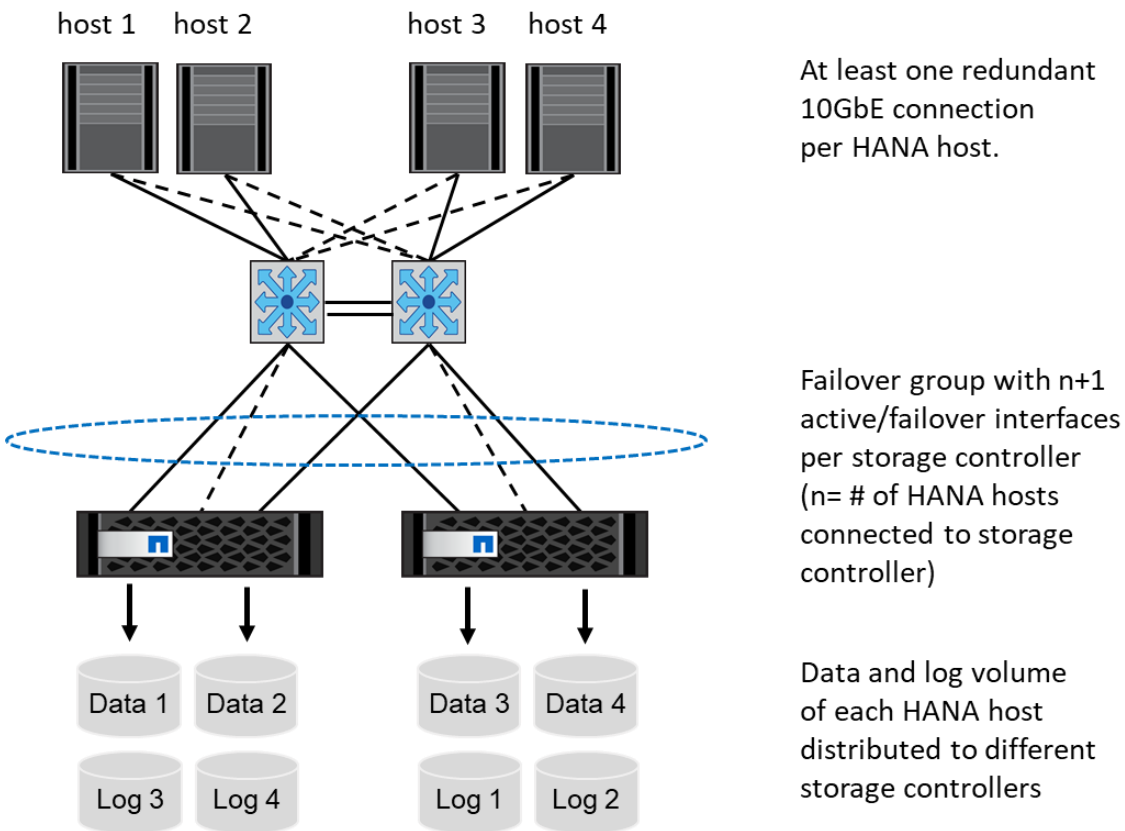 host 1
host 2
host 3
host 4
At least one redundant
10GbE connection
per HANA host.
Failover group with n+1
active/failover interfaces
per storage controller
(n= # of HANA hosts
connected to storage
controller)
Data 1
Data 2
Data 3
Data 4
Log 3
Log 4
Log 1
Log 2
Data and log volume
of each HANA host
distributed to different
storage controllers